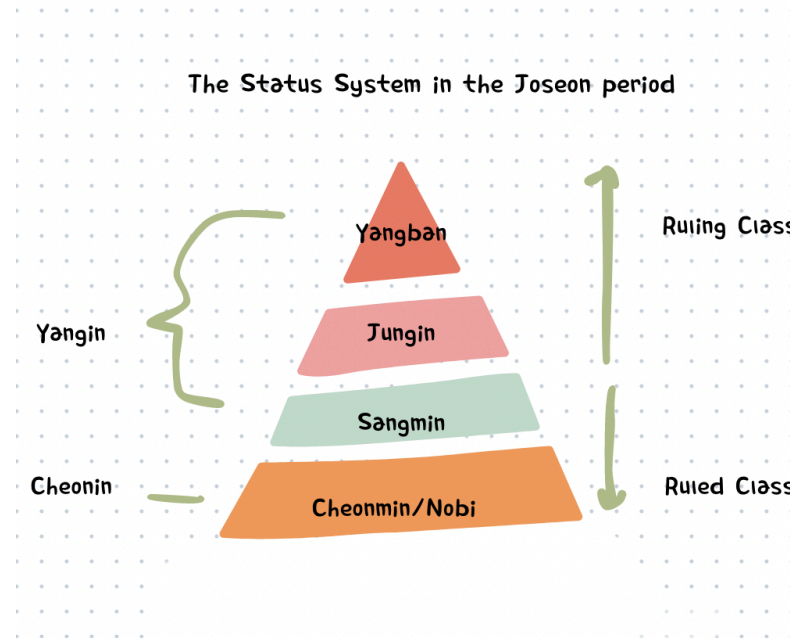 The Status System in the Joseon period
Yangban
Ruling Class
Yangin
Jungin
Sangmin
Cheonin
Cheonmin/Nobi
Ruled Class